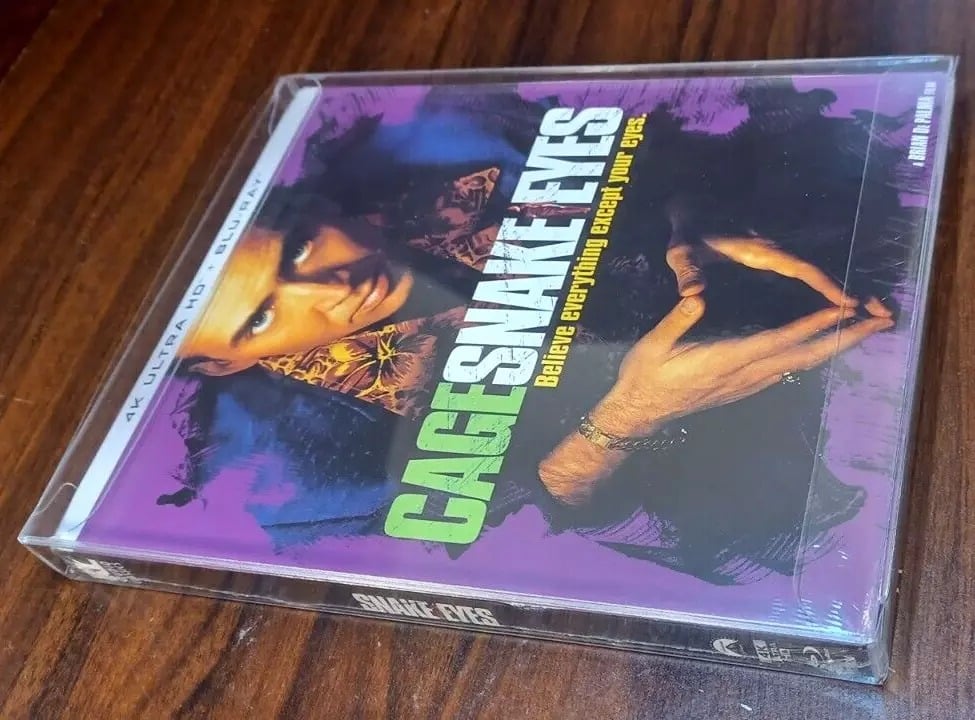 4K ULTRA HD + BLU-RAY
CAGE
SNAKE EYES
Believe everything except your eyes.
A BRIAN DE PALMA FILM
SNAKE EYES